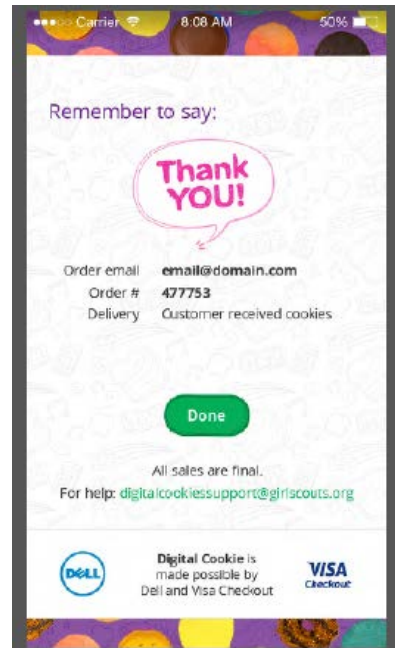 Carrier 8:08 AM 50%
Remember to say:
Thank
YOU!
Order email email@domain.com
Order # 477753
Delivery Customer received cookies
Done
All sales are final.
For help: digitalcookiessupport@girlscouts.org
DELL
Digital Cookie is
made possible by
Dell and Visa Checkout
VISA
Checkout